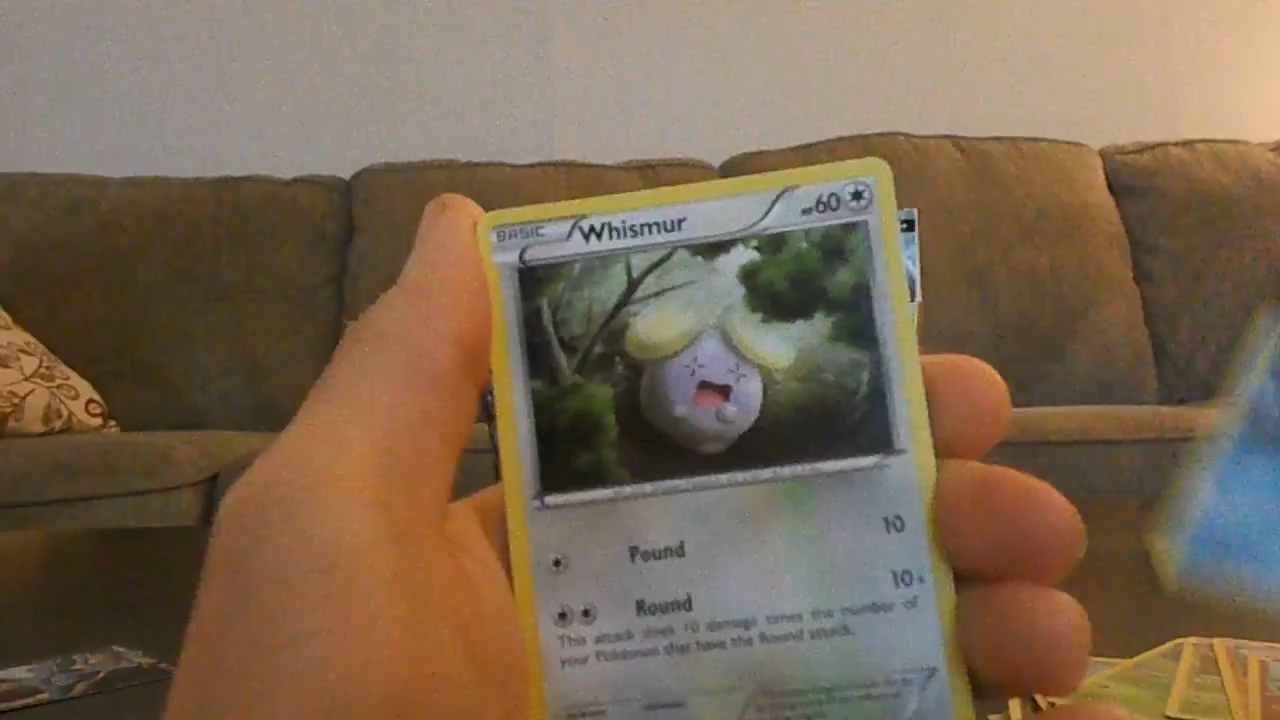 BASIC Whismur HP60
Pound 10
Round 10×
This attack does 10 damage times the number of
your Pokémon that have the Round attack.